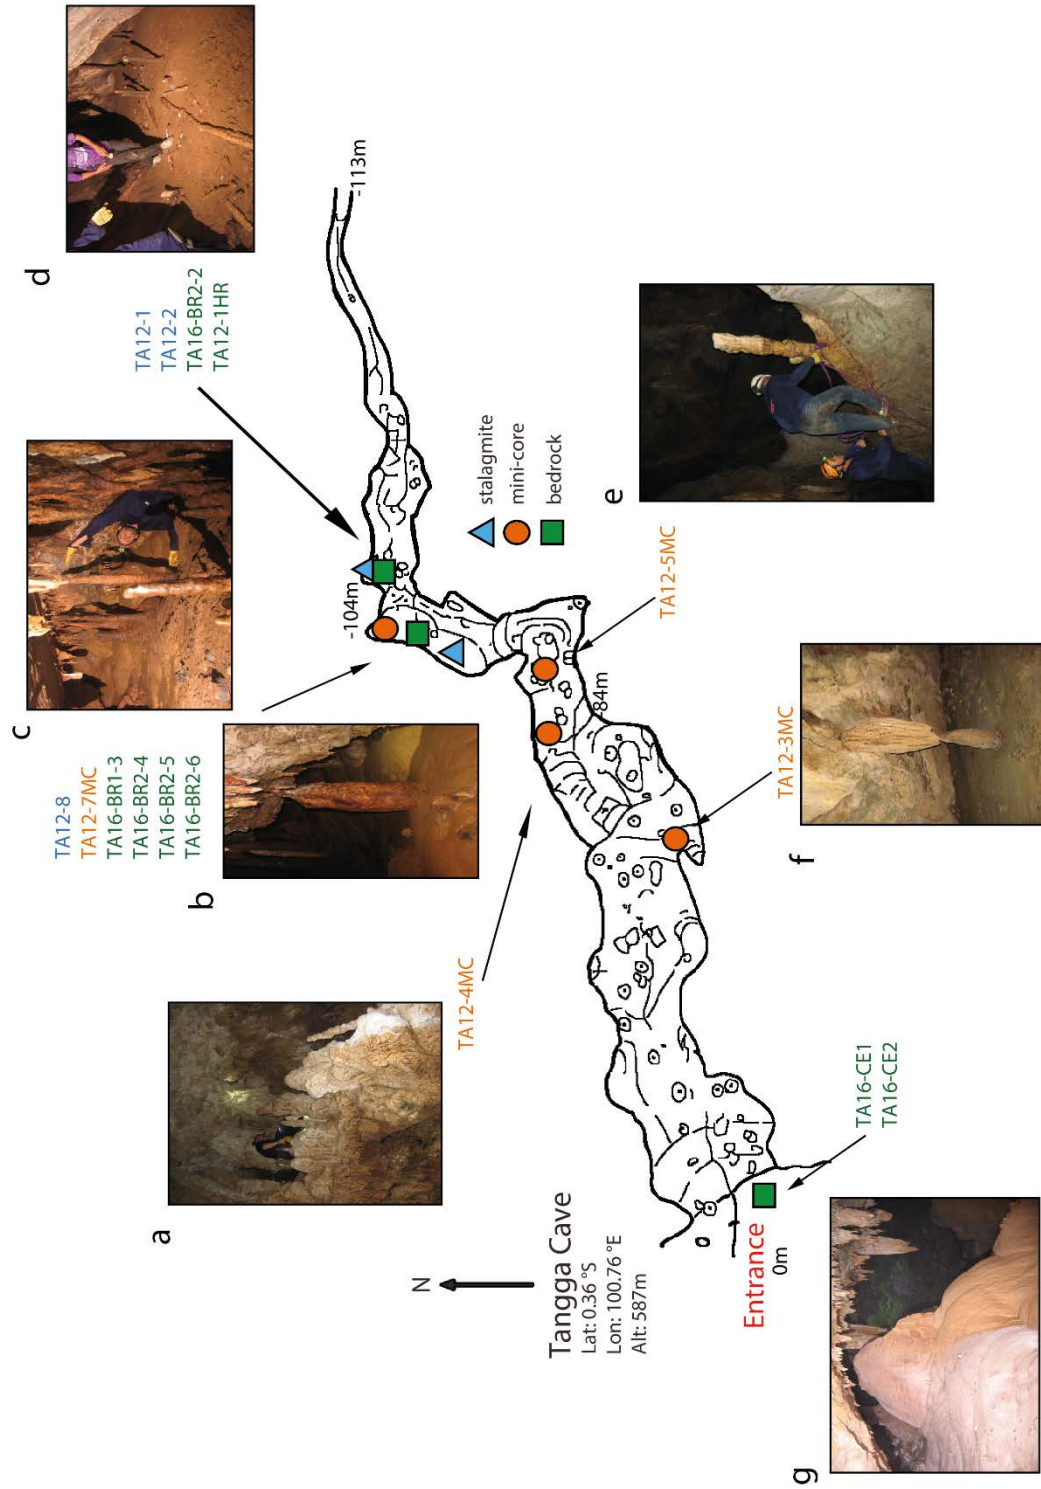 a
b
c
d
TA12-8
TA12-7MC
TA16-BR1-3
TA16-BR2-4
TA16-BR2-5
TA16-BR2-6
TA12-1
TA12-2
TA16-BR2-2
TA12-1HR
TA12-4MC
N
Tangga Cave
Lat: 0.36 °S
Lon: 100.76 °E
Alt: 587m
Entrance
0m
-104m
-84m
-113m
stalagmite
mini-core
bedrock
TA16-CE1
TA16-CE2
TA12-3MC
TA12-5MC
g
f
e